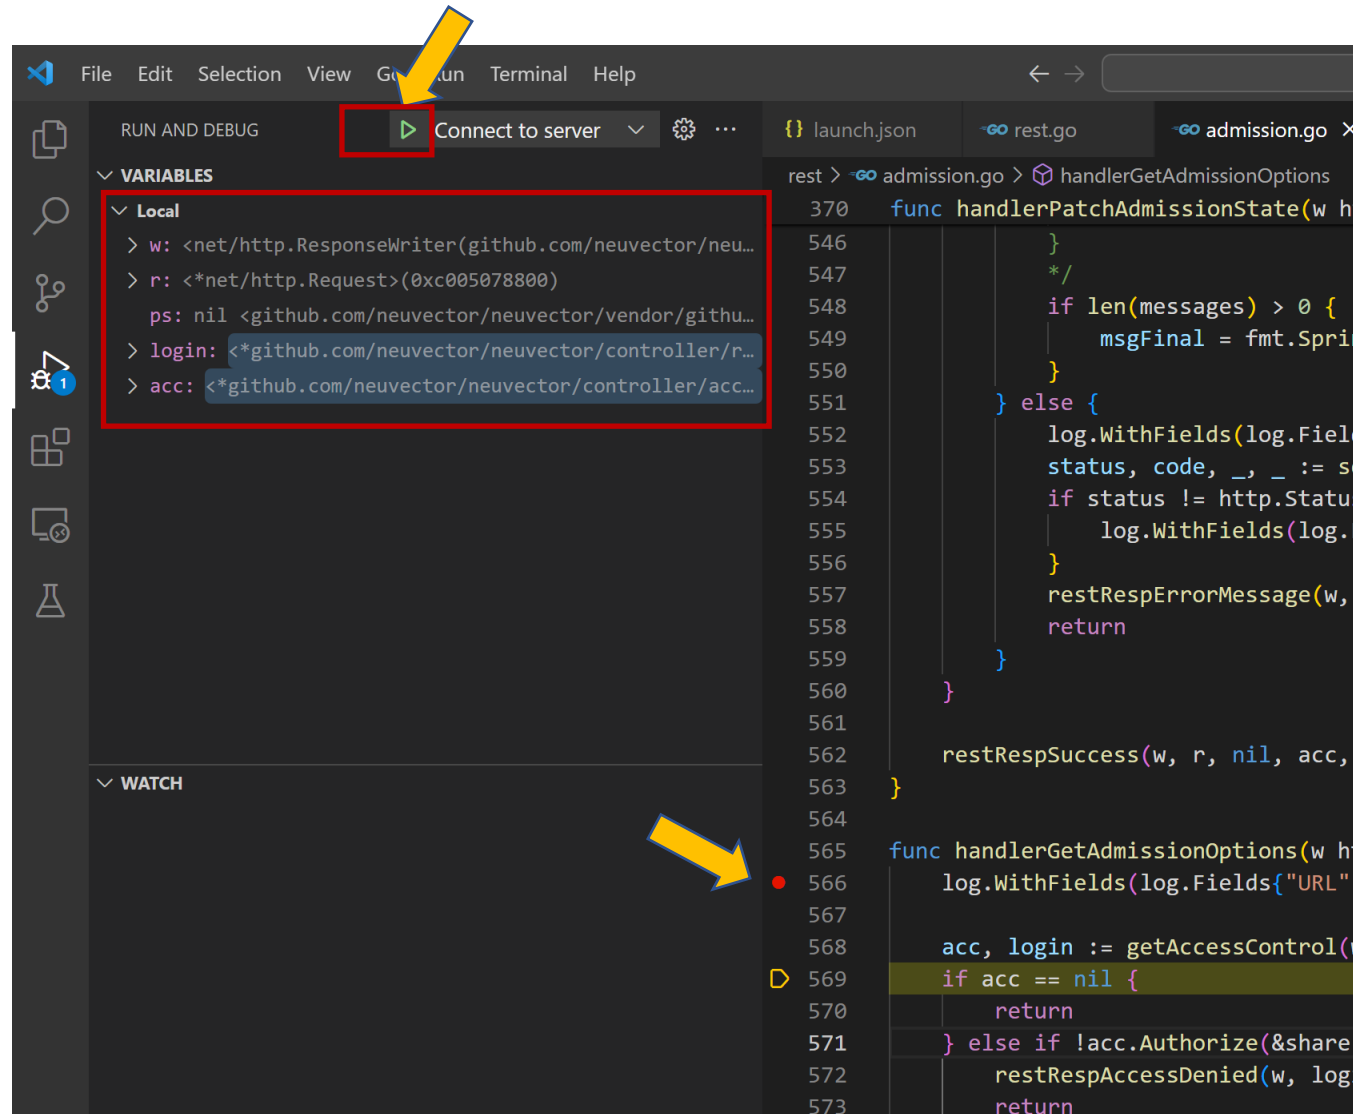 File Edit Selection View Go Run Terminal Help
RUN AND DEBUG Connect to server
launch.json rest.go admission.go
VARIABLES
rest > admission.go > handlerGetAdmissionOptions
Local
w: <net/http.ResponseWriter(github.com/neuvector/neu…
r: <*net/http.Request>(0xc005078800)
ps: nil <github.com/neuvector/neuvector/vendor/githu…
login: <*github.com/neuvector/neuvector/controller/r…
acc: <*github.com/neuvector/neuvector/controller/acc…
1
WATCH
370 func handlerPatchAdmissionState(w h
546 }
547 */
548 if len(messages) > 0 {
549 msgFinal = fmt.Sprin
550 }
551 } else {
552 log.WithFields(log.Field
553 status, code, _, _ := s
554 if status != http.Status
555 log.WithFields(log.
556 }
557 restRespErrorMessage(w,
558 return
559 }
560 }
561
562 restRespSuccess(w, r, nil, acc,
563 }
564
565 func handlerGetAdmissionOptions(w h
566 log.WithFields(log.Fields{"URL"
567
568 acc, login := getAccessControl(
569 if acc == nil {
570 return
571 } else if !acc.Authorize(&share
572 restRespAccessDenied(w, log
573 return